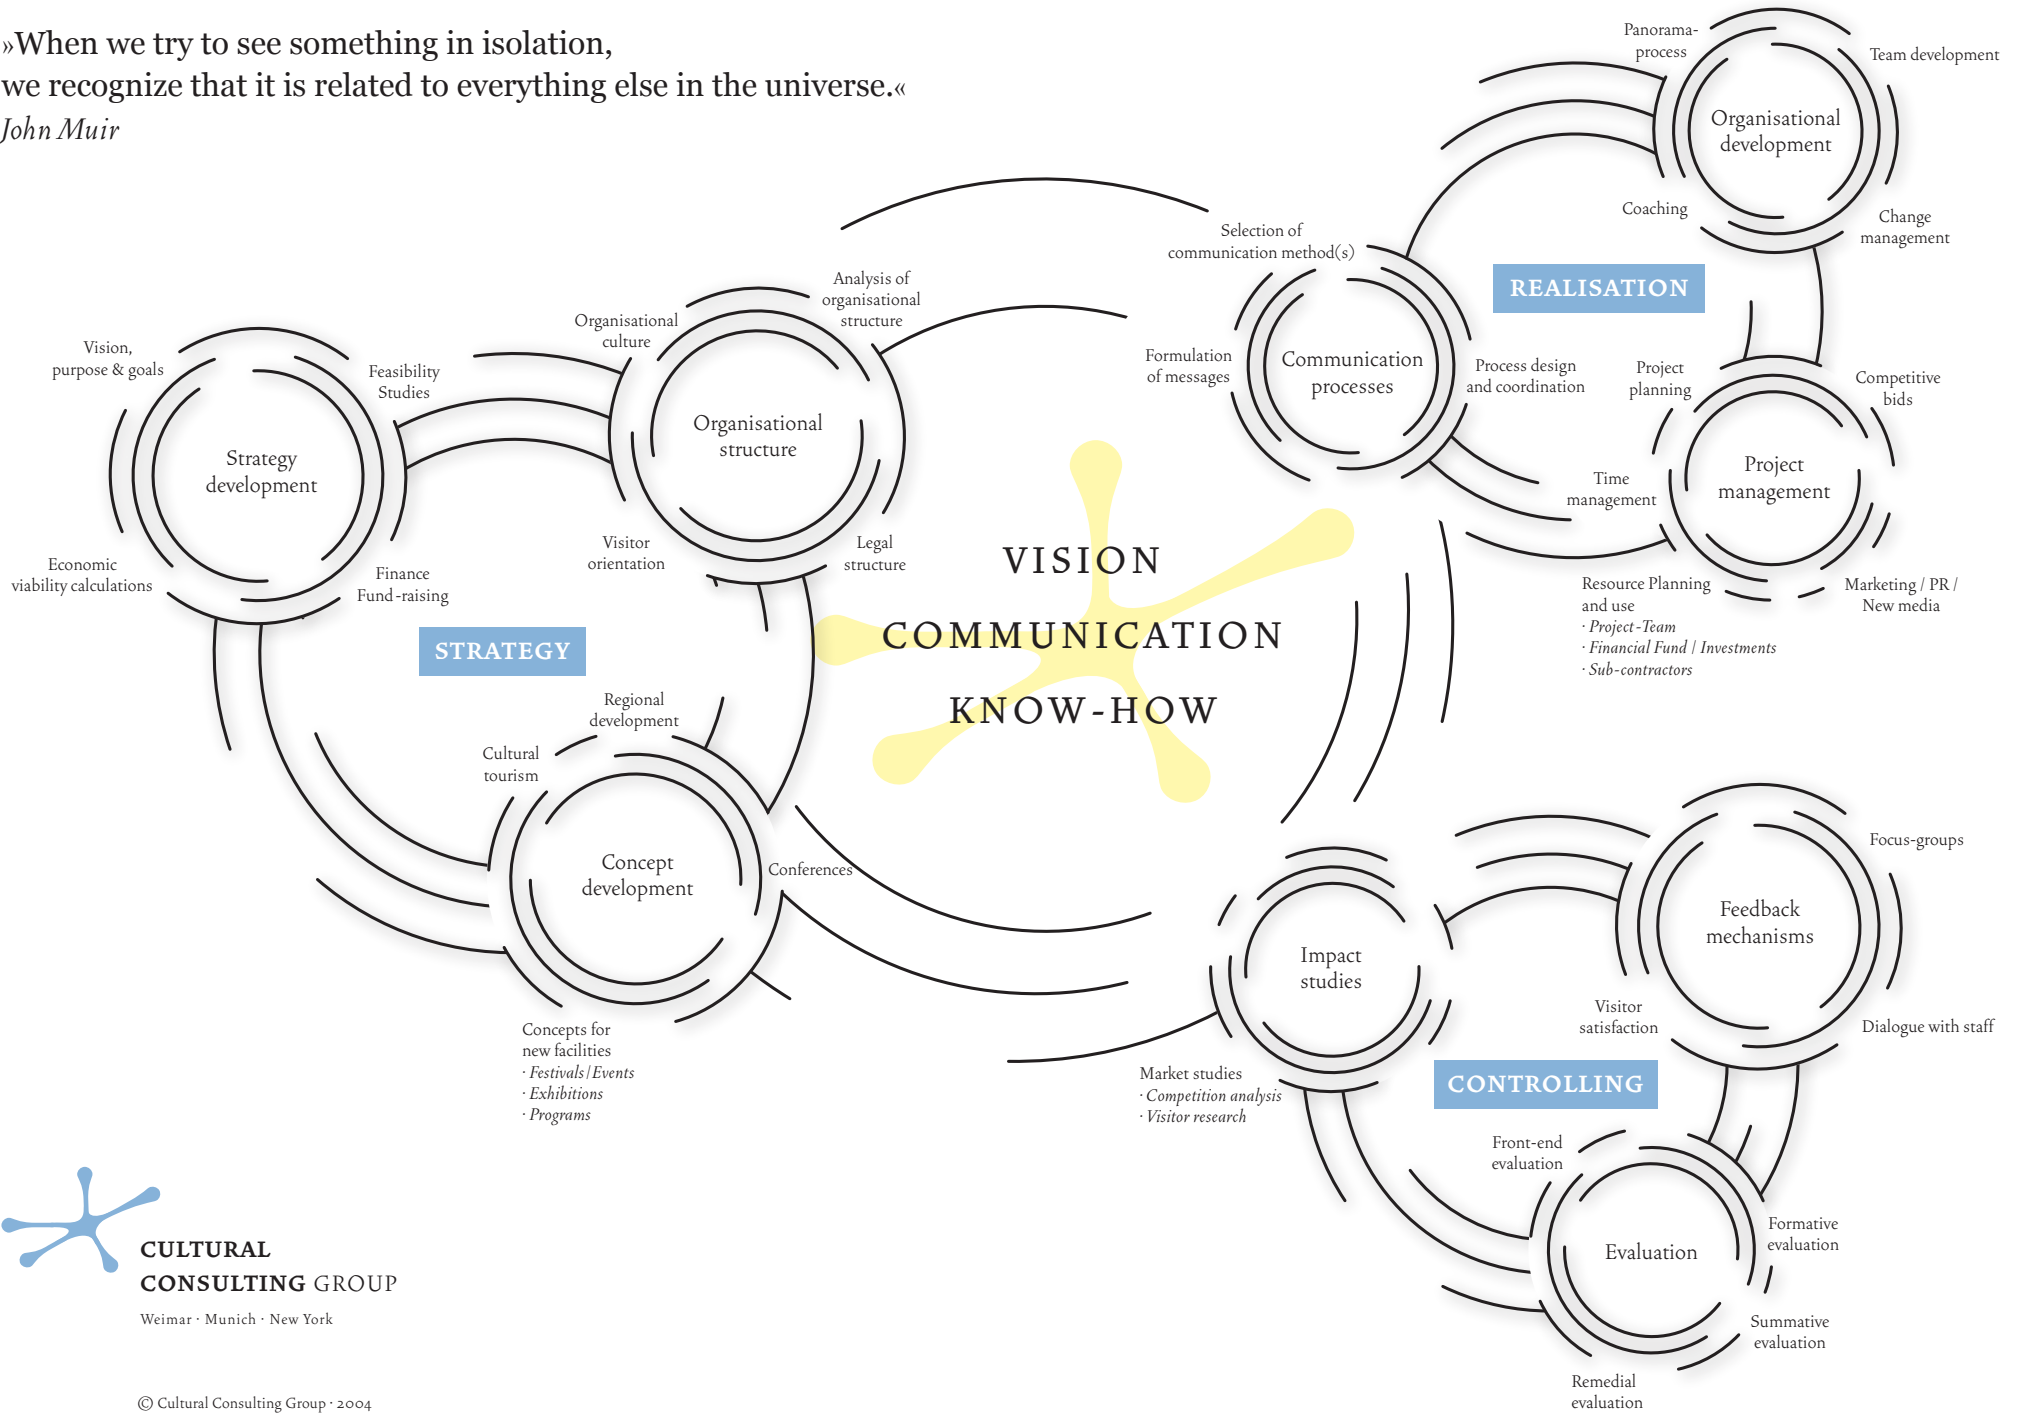 »When we try to see something in isolation,
we recognize that it is related to everything else in the universe.«
John Muir
Vision,
purpose & goals
Feasibility
Studies
Strategy
development
Economic
viability calculations
Finance
Fund-raising
Organisational
culture
Analysis of
organisational
structure
Organisational
structure
Visitor
orientation
Legal
structure
STRATEGY
Regional
development
Cultural
tourism
Concept
development
Conferences
Concepts for
new facilities
· Festivals/Events
· Exhibitions
· Programs
VISION
COMMUNICATION
KNOW-HOW
Selection of
communication method(s)
Formulation
of messages
Communication
processes
Process design
and coordination
REALISATION
Panorama-
process
Team development
Organisational
development
Coaching
Change
management
Project
planning
Competitive
bids
Project
management
Time
management
Resource Planning
and use
· Project-Team
· Financial Fund / Investments
· Sub-contractors
Marketing / PR /
New media
Impact
studies
Market studies
· Competition analysis
· Visitor research
CONTROLLING
Focus-groups
Feedback
mechanisms
Visitor
satisfaction
Dialogue with staff
Front-end
evaluation
Evaluation
Formative
evaluation
Summative
evaluation
Remedial
evaluation
CULTURAL
CONSULTING GROUP
Weimar · Munich · New York
© Cultural Consulting Group · 2004